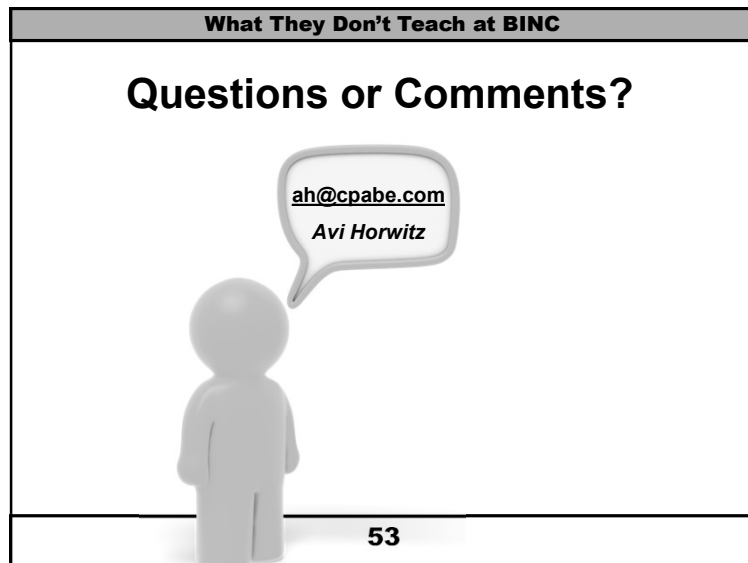 What They Don't Teach at BINC
Questions or Comments?
ah@cpabe.com
Avi Horwitz
53